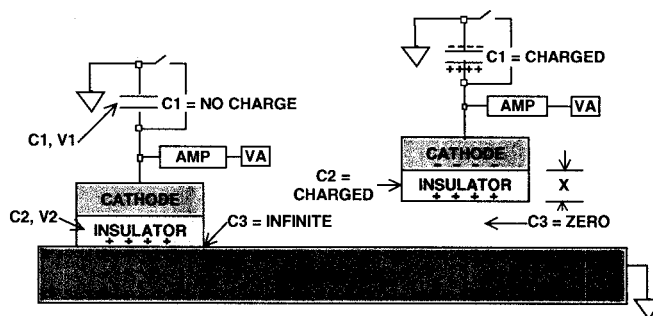 C1 = NO CHARGE
C1, V1
AMP
VA
CATHODE
C2, V2
INSULATOR
+ + + +
C3 = INFINITE
- - - -
C1 = CHARGED
+ + + +
AMP
VA
CATHODE
- - - -
C2 =
CHARGED
INSULATOR
+ + + +
X
C3 = ZERO